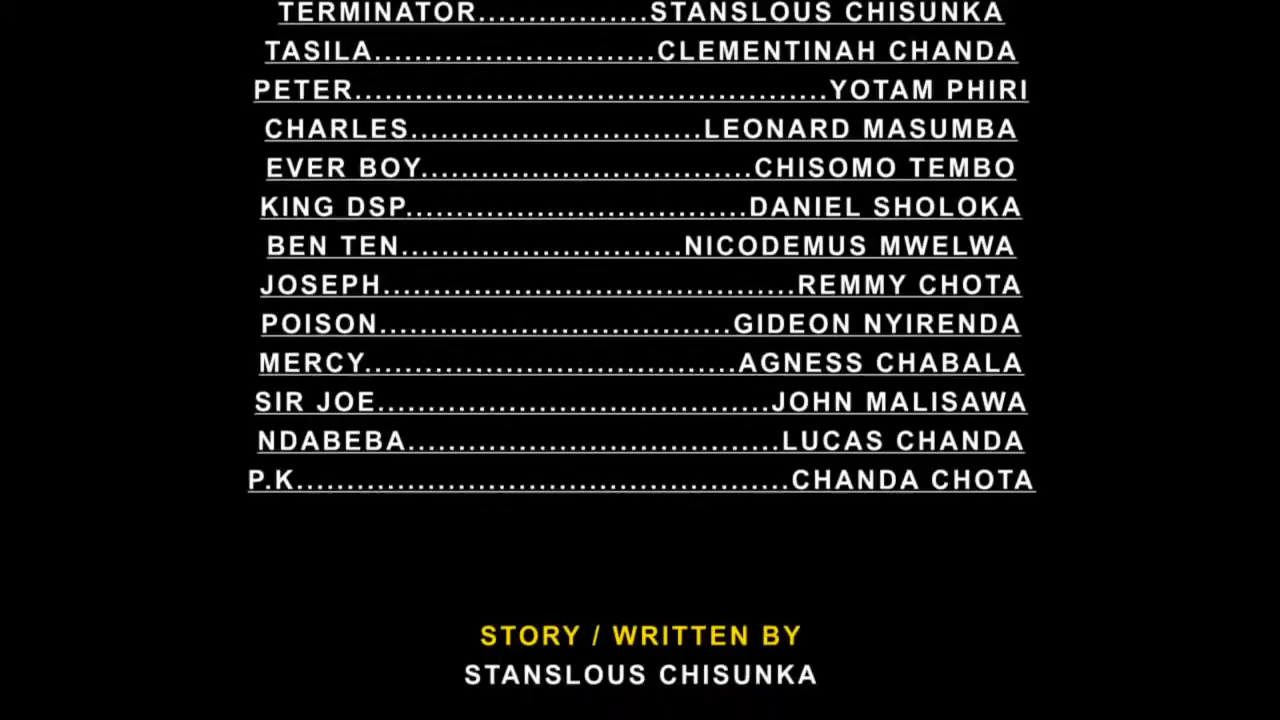 TERMINATOR.................STANSLOUS CHISUNKA
TASILA............................CLEMENTINAH CHANDA
PETER...............................................YOTAM PHIRI
CHARLES.............................LEONARD MASUMBA
EVER BOY.................................CHISOMO TEMBO
KING DSP..................................DANIEL SHOLOKA
BEN TEN............................NICODEMUS MWELWA
JOSEPH.........................................REMMY CHOTA
POISON...................................GIDEON NYIRENDA
MERCY.....................................AGNESS CHABALA
SIR JOE.......................................JOHN MALISAWA
NDABEBA.....................................LUCAS CHANDA
P.K.................................................CHANDA CHOTA
STORY / WRITTEN BY
STANSLOUS CHISUNKA